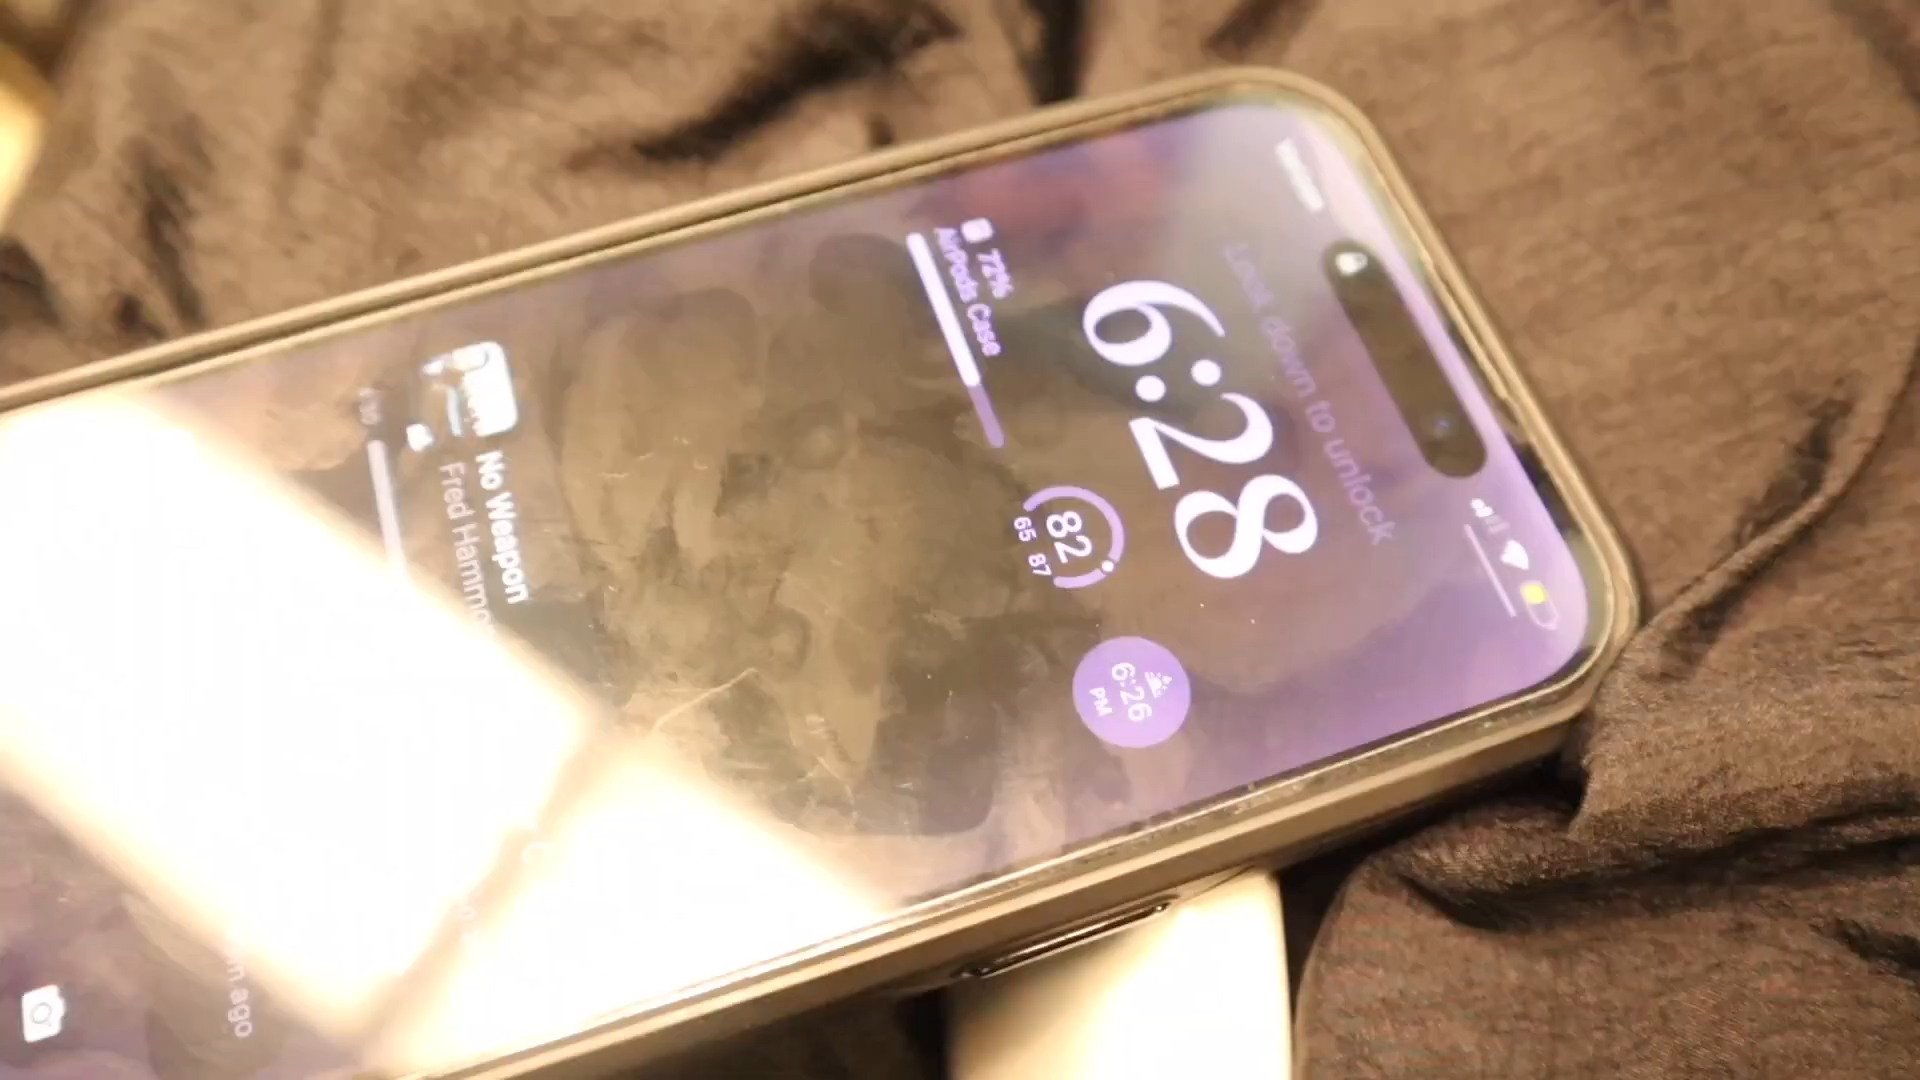 Look down to unlock
6:28
72%
AirPods Case
82
65 87
6:26
PM
No Weapon
Fred
ago